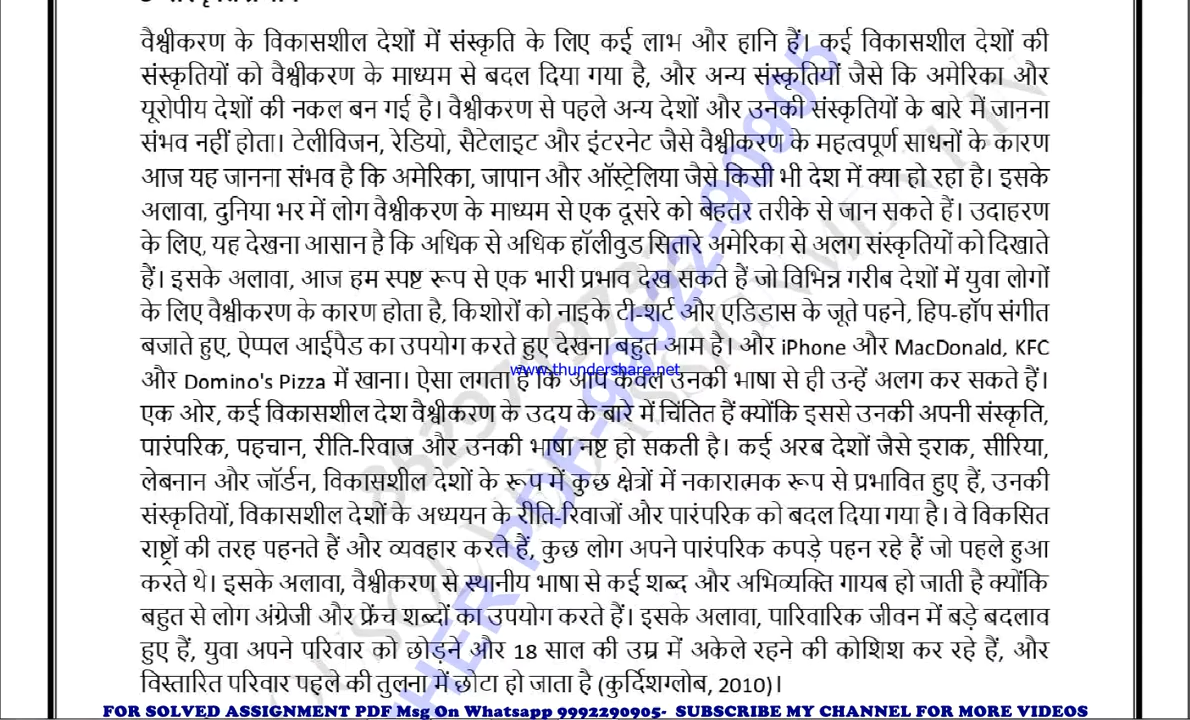 वैश्वीकरण के विकासशील देशों में संस्कृति के लिए कई लाभ और हानि हैं। कई विकासशील देशों की
संस्कृतियों को वैश्वीकरण के माध्यम से बदल दिया गया है, और अन्य संस्कृतियों जैसे कि अमेरिका और
यूरोपीय देशों की नकल बन गई है। वैश्वीकरण से पहले अन्य देशों और उनकी संस्कृतियों के बारे में जानना
संभव नहीं होता। टेलीविजन, रेडियो, सैटेलाइट और इंटरनेट जैसे वैश्वीकरण के महत्वपूर्ण साधनों के कारण
आज यह जानना संभव है कि अमेरिका, जापान और ऑस्ट्रेलिया जैसे किसी भी देश में क्या हो रहा है। इसके
अलावा, दुनिया भर में लोग वैश्वीकरण के माध्यम से एक दूसरे को बेहतर तरीके से जान सकते हैं। उदाहरण
के लिए, यह देखना आसान है कि अधिक से अधिक हॉलीवुड सितारे अमेरिका से अलग संस्कृतियों को दिखाते
हैं। इसके अलावा, आज हम स्पष्ट रूप से एक भारी प्रभाव देख सकते हैं जो विभिन्न गरीब देशों में युवा लोगों
के लिए वैश्वीकरण के कारण होता है, किशोरों को नाइके टी-शर्ट और एडिडास के जूते पहने, हिप-हॉप संगीत
बजाते हुए, ऐप्पल आईपैड का उपयोग करते हुए देखना बहुत आम है। और iPhone और MacDonald, KFC
www.thundershare.net
और Domino's Pizza में खाना। ऐसा लगता है कि आप केवल उनकी भाषा से ही उन्हें अलग कर सकते हैं।
एक ओर, कई विकासशील देश वैश्वीकरण के उदय के बारे में चिंतित हैं क्योंकि इससे उनकी अपनी संस्कृति,
पारंपरिक, पहचान, रीति-रिवाज और उनकी भाषा नष्ट हो सकती है। कई अरब देशों जैसे इराक, सीरिया,
लेबनान और जॉर्डन, विकासशील देशों के रूप में कुछ क्षेत्रों में नकारात्मक रूप से प्रभावित हुए हैं, उनकी
संस्कृतियों, विकासशील देशों के अध्ययन के रीति-रिवाजों और पारंपरिक को बदल दिया गया है। वे विकसित
राष्ट्रों की तरह पहनते हैं और व्यवहार करते हैं, कुछ लोग अपने पारंपरिक कपड़े पहन रहे हैं जो पहले हुआ
करते थे। इसके अलावा, वैश्वीकरण से स्थानीय भाषा से कई शब्द और अभिव्यक्ति गायब हो जाती है क्योंकि
बहुत से लोग अंग्रेजी और फ्रेंच शब्दों का उपयोग करते हैं। इसके अलावा, पारिवारिक जीवन में बड़े बदलाव
हुए हैं, युवा अपने परिवार को छोड़ने और 18 साल की उम्र में अकेले रहने की कोशिश कर रहे हैं, और
विस्तारित परिवार पहले की तुलना में छोटा हो जाता है (कुर्दिशग्लोब, 2010)।
FOR SOLVED ASSIGNMENT PDF Msg On Whatsapp 9992290905- SUBSCRIBE MY CHANNEL FOR MORE VIDEOS